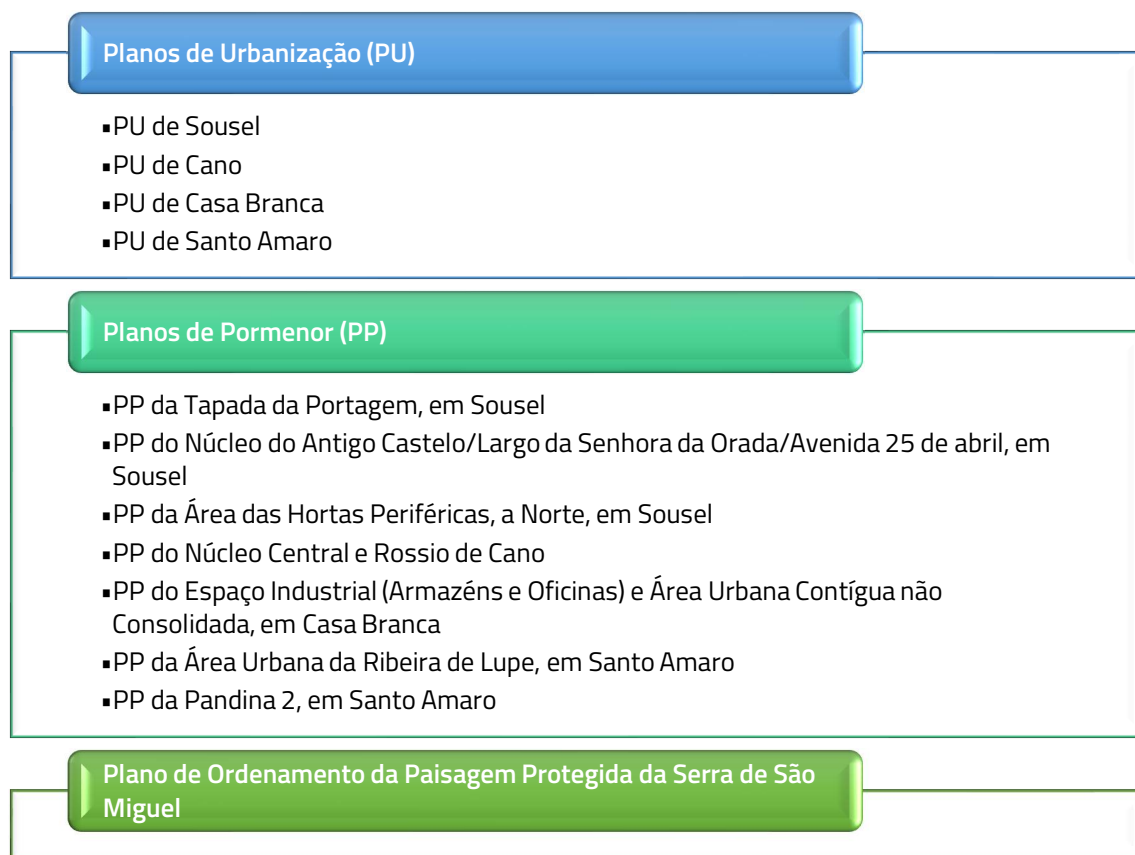 Planos de Urbanização (PU)
▪PU de Sousel
▪PU de Cano
▪PU de Casa Branca
▪PU de Santo Amaro
Planos de Pormenor (PP)
▪PP da Tapada da Portagem, em Sousel
▪PP do Núcleo do Antigo Castelo/Largo da Senhora da Orada/Avenida 25 de abril, em
Sousel
▪PP da Área das Hortas Periféricas, a Norte, em Sousel
▪PP do Núcleo Central e Rossio de Cano
▪PP do Espaço Industrial (Armazéns e Oficinas) e Área Urbana Contígua não
Consolidada, em Casa Branca
▪PP da Área Urbana da Ribeira de Lupe, em Santo Amaro
▪PP da Pandina 2, em Santo Amaro
Plano de Ordenamento da Paisagem Protegida da Serra de São
Miguel